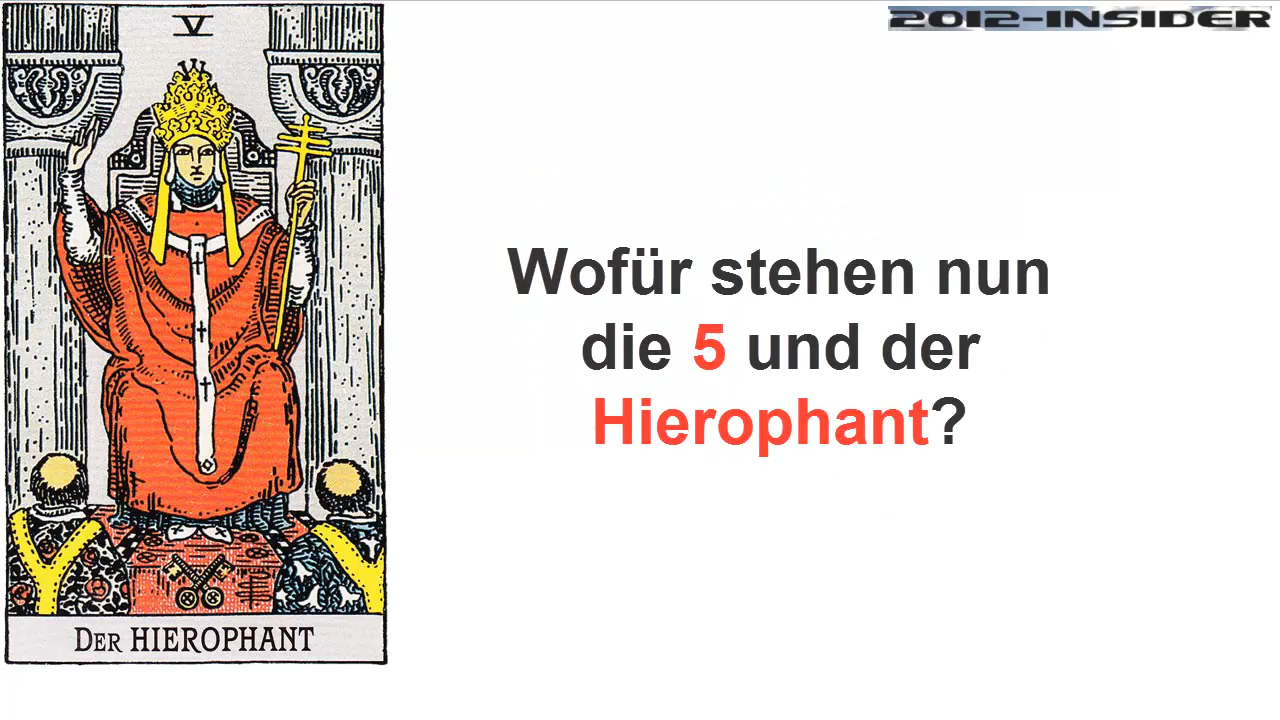 V
2012-INSIDER
Wofür stehen nun
die 5 und der
Hierophant?
DER HIEROPHANT